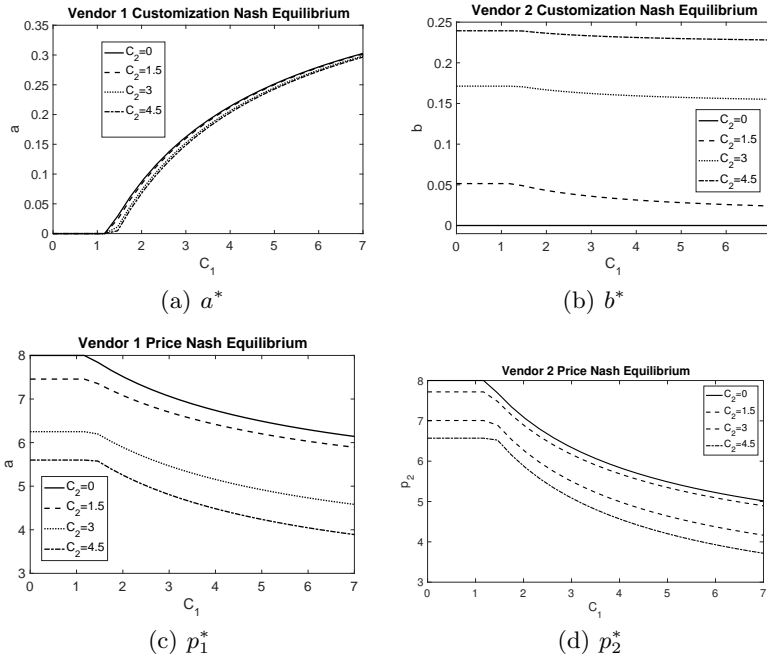 Vendor 1 Customization Nash Equilibrium
a
0.35
0.3
0.25
0.2
0.15
0.1
0.05
0
C₂=0
C₂=1.5
C₂=3
C₂=4.5
0 1 2 3 4 5 6 7
C₁
(a) a*
Vendor 2 Customization Nash Equilibrium
b
0.25
0.2
0.15
0.1
0.05
0
C₂=0
C₂=1.5
C₂=3
C₂=4.5
0 1 2 3 4 5 6
C₁
(b) b*
Vendor 1 Price Nash Equilibrium
a
8
7
6
5
4
3
C₂=0
C₂=1.5
C₂=3
C₂=4.5
0 1 2 3 4 5 6 7
C₁
(c) p₁*
Vendor 2 Price Nash Equilibrium
p₂
8
7
6
5
4
3
C₂=0
C₂=1.5
C₂=3
C₂=4.5
0 1 2 3 4 5 6 7
C₁
(d) p₂*